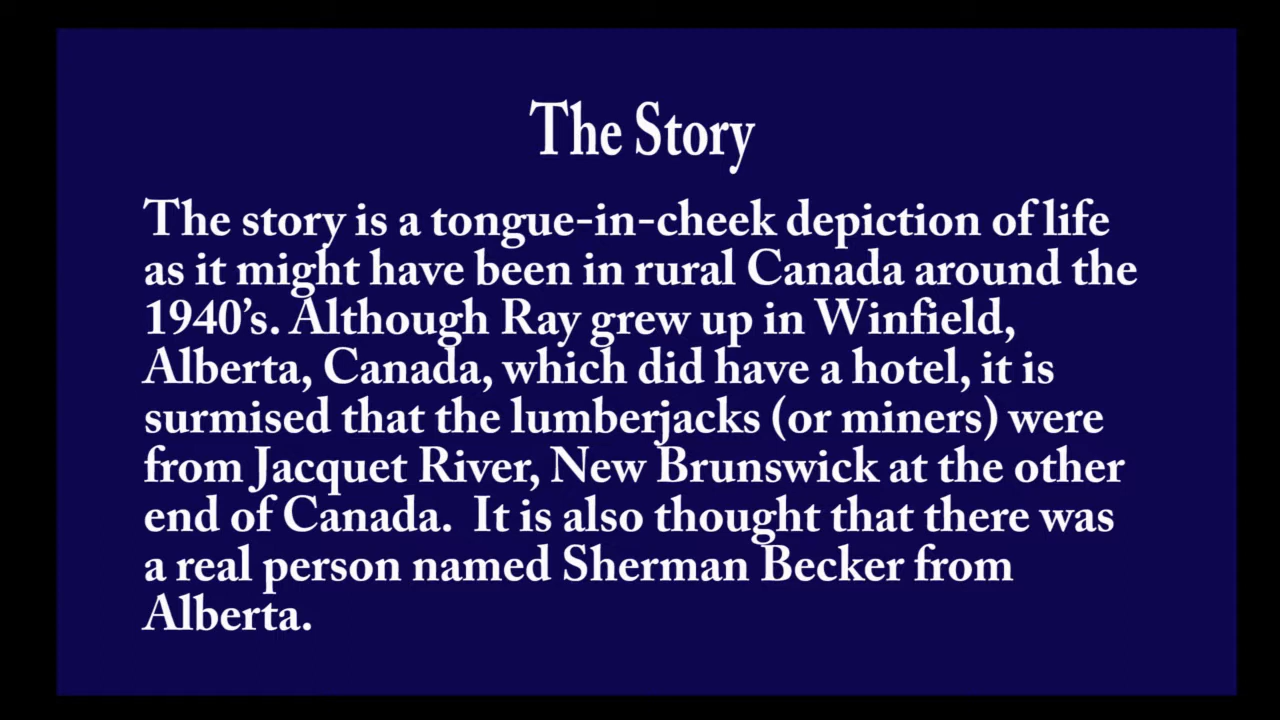 The Story
The story is a tongue-in-cheek depiction of life
as it might have been in rural Canada around the
1940’s. Although Ray grew up in Winfield,
Alberta, Canada, which did have a hotel, it is
surmised that the lumberjacks (or miners) were
from Jacquet River, New Brunswick at the other
end of Canada.  It is also thought that there was
a real person named Sherman Becker from
Alberta.